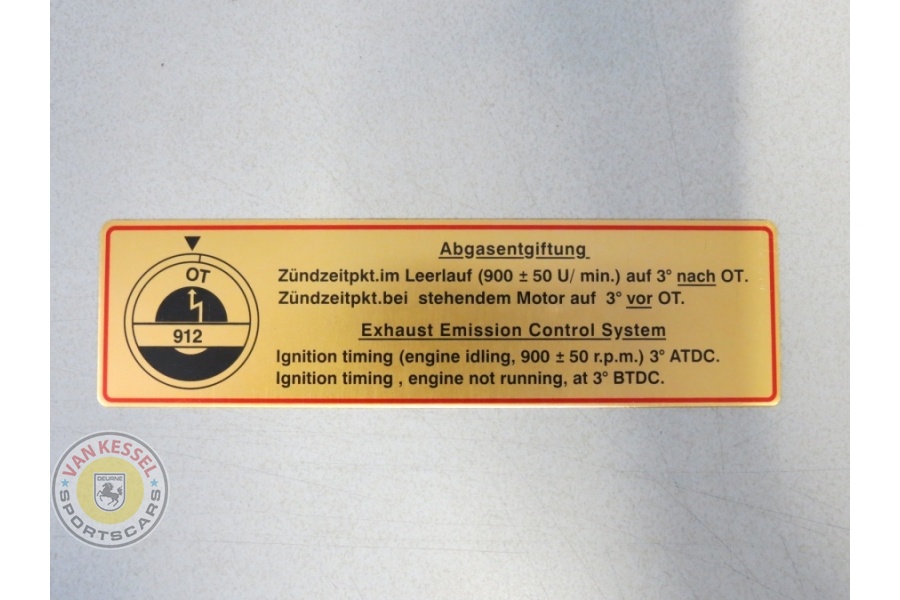 Abgasentgiftung
OT
Zündzeitpkt.im Leerlauf (900 ± 50 U/ min.) auf 3° nach OT.
Zündzeitpkt.bei stehendem Motor auf 3° vor OT.
912
Exhaust Emission Control System
Ignition timing (engine idling, 900 ± 50 r.p.m.) 3° ATDC.
Ignition timing , engine not running, at 3° BTDC.
VAN KESSEL
DEURNE
SPORTSCARS